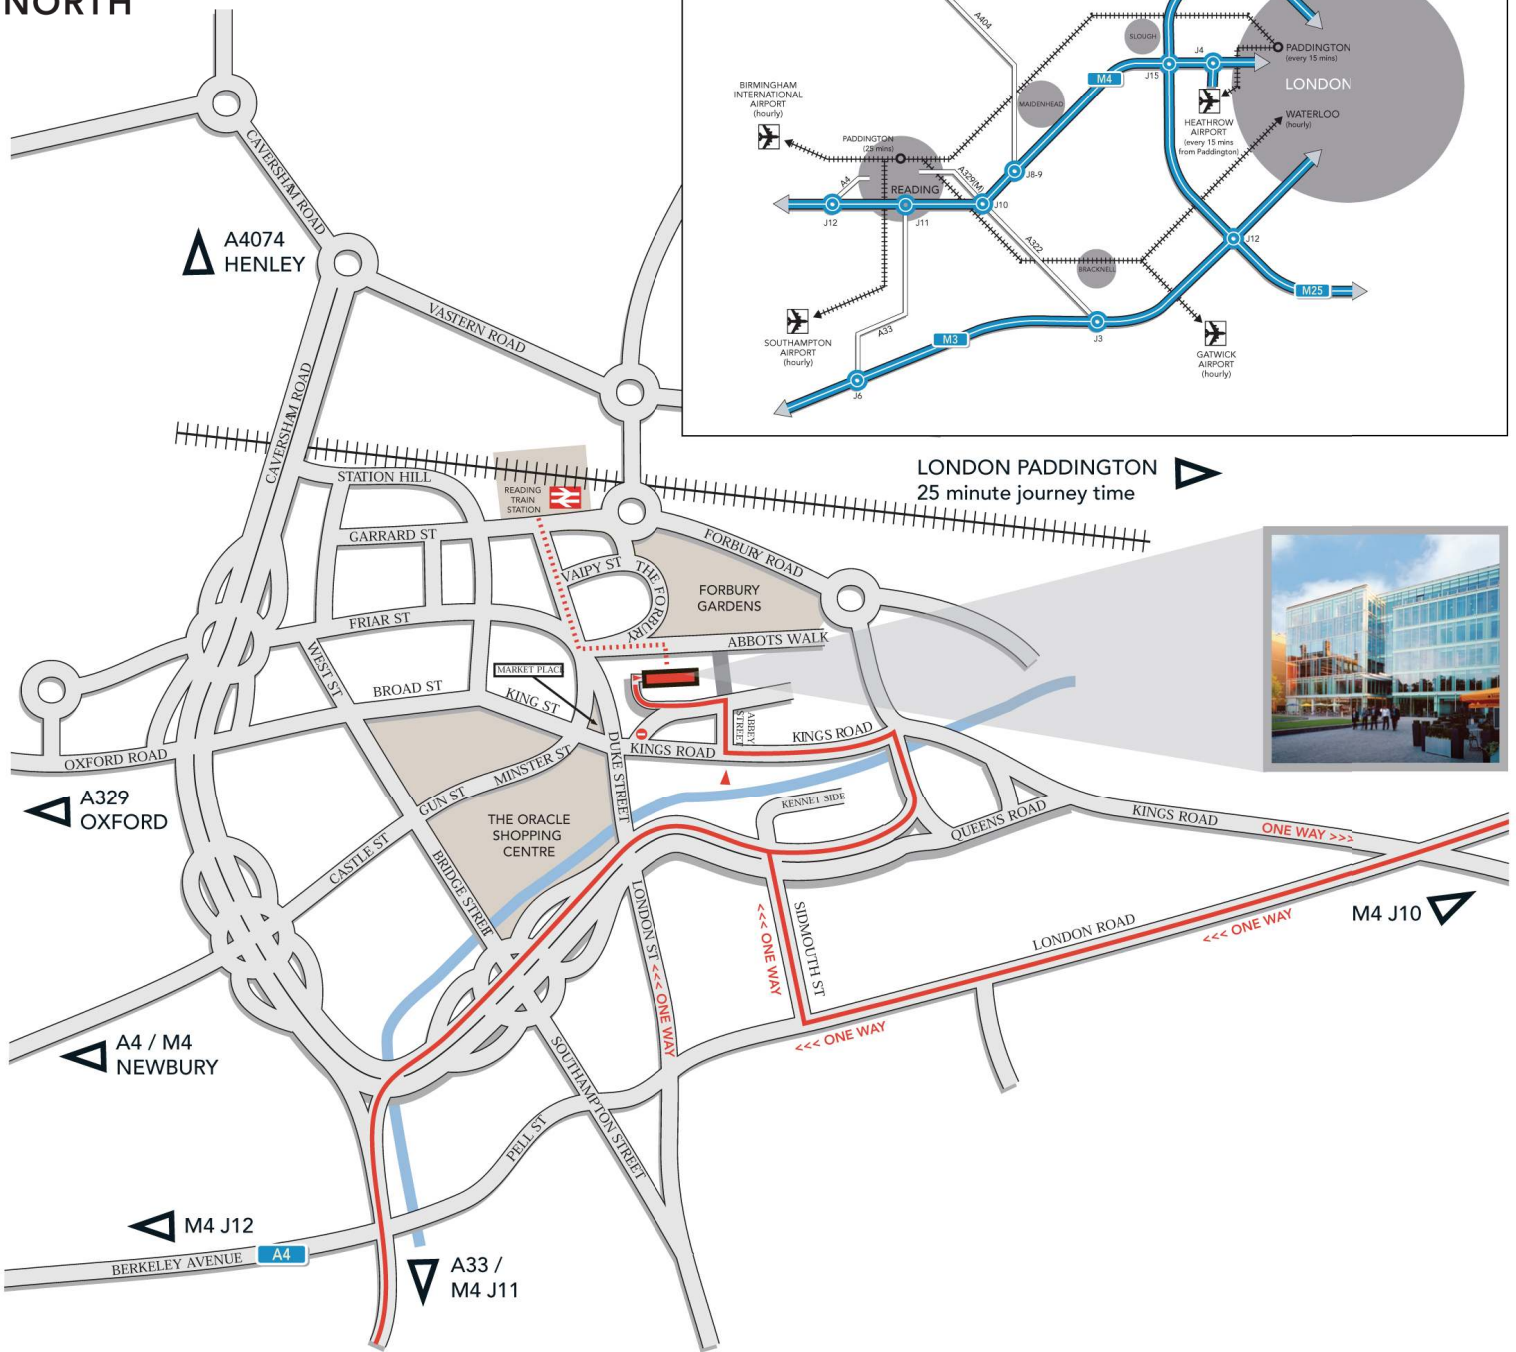 NORTH
A404
SLOUGH
J4
PADDINGTON
(every 15 mins)
M4
J15
LONDON
BIRMINGHAM
INTERNATIONAL
AIRPORT
(hourly)
MAIDENHEAD
HEATHROW
AIRPORT
(every 15 mins
from Paddington)
WATERLOO
(hourly)
PADDINGTON
(25 mins)
A4
READING
A329(M)
J8-9
J12
J11
J10
A322
J12
BRACKNELL
M25
SOUTHAMPTON
AIRPORT
(hourly)
A33
M3
J3
J6
GATWICK
AIRPORT
(hourly)
CAVERSHAM ROAD
A4074
HENLEY
VASTERN ROAD
CAVERSHAM ROAD
STATION HILL
READING
TRAIN
STATION
LONDON PADDINGTON
25 minute journey time
GARRARD ST
FORBURY ROAD
VAIPY ST
THE FORBURY
FORBURY
GARDENS
FRIAR ST
ABBOTS WALK
WEST ST
MARKET PLACE
BROAD ST
KING ST
ABBEY
STREET
KINGS ROAD
KINGS ROAD
OXFORD ROAD
DUKE STREET
MINSTER ST
GUN ST
A329
OXFORD
KENNET SIDE
QUEENS ROAD
KINGS ROAD
ONE WAY >>>
THE ORACLE
SHOPPING
CENTRE
CASTLE ST
BRIDGE STREET
LONDON ST
<<< ONE WAY
<<< ONE WAY
SIDMOUTH ST
LONDON ROAD
<<< ONE WAY
M4 J10
<<< ONE WAY
A4 / M4
NEWBURY
SOUTHAMPTON STREET
PELL ST
M4 J12
BERKELEY AVENUE
A4
A33 /
M4 J11